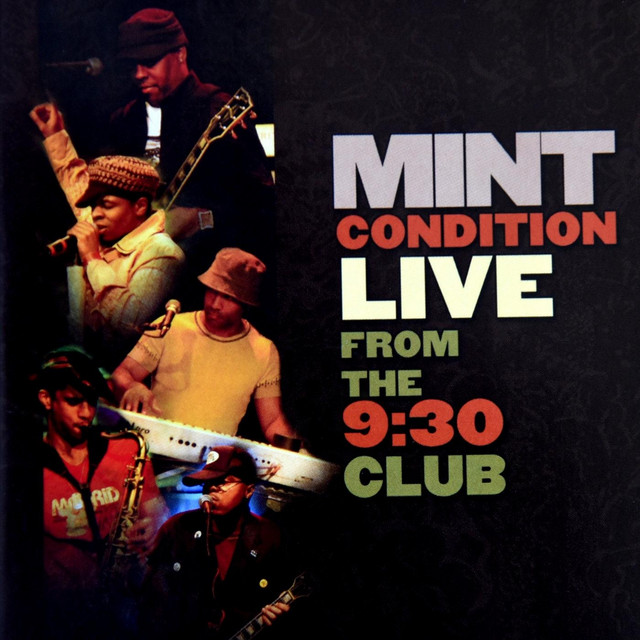 MINT
CONDITION
LIVE
FROM
THE
9:30
CLUB